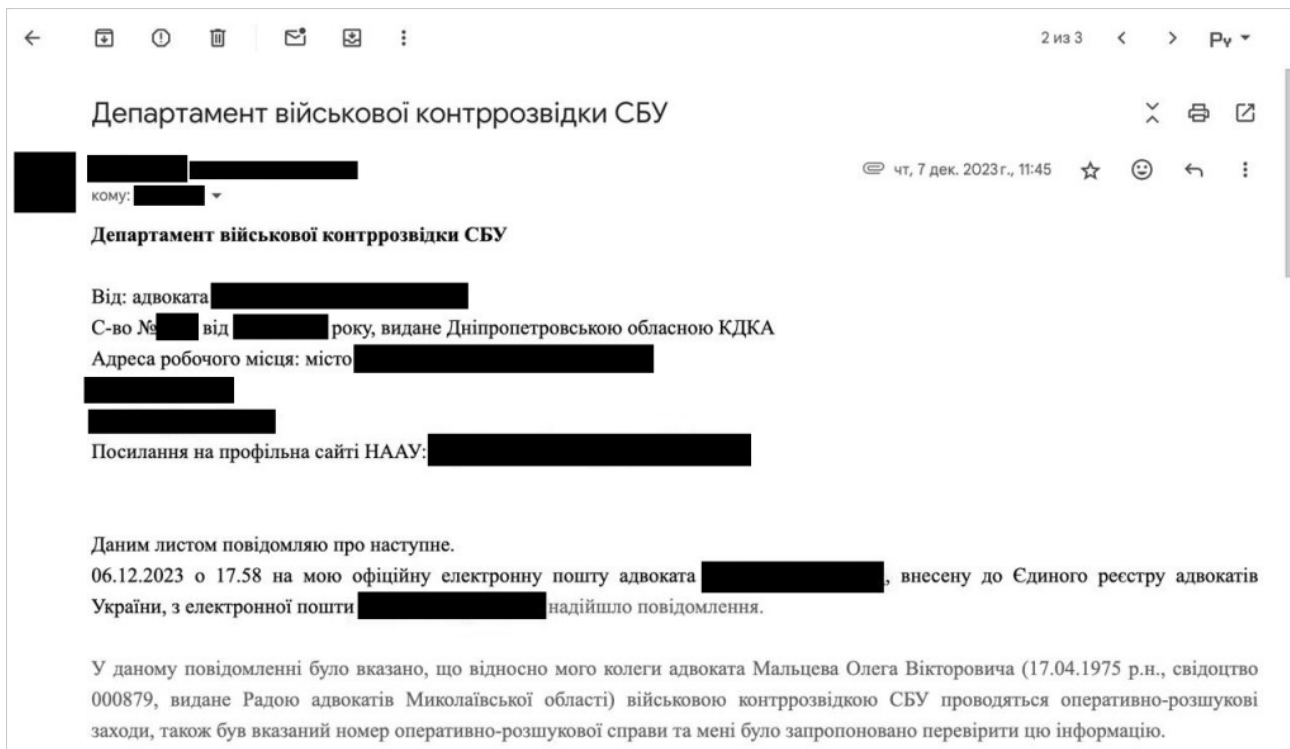 2 из 3
Ру
Департамент військової контррозвідки СБУ
чт, 7 дек. 2023 г., 11:45
кому:
Департамент військової контррозвідки СБУ
Від: адвоката
С-во № від року, видане Дніпропетровською обласною КДКА
Адреса робочого місця: місто
Посилання на профільна сайті НААУ:
Даним листом повідомляю про наступне.
06.12.2023 о 17.58 на мою офіційну електронну пошту адвоката , внесену до Єдиного реєстру адвокатів
України, з електронної пошти надійшло повідомлення.
У даному повідомленні було вказано, що відносно мого колеги адвоката Мальцева Олега Вікторовича (17.04.1975 р.н., свідоцтво
000879, видане Радою адвокатів Миколаївської області) військовою контррозвідкою СБУ проводяться оперативно-розшукові
заходи, також був вказаний номер оперативно-розшукової справи та мені було запропоновано перевірити цю інформацію.